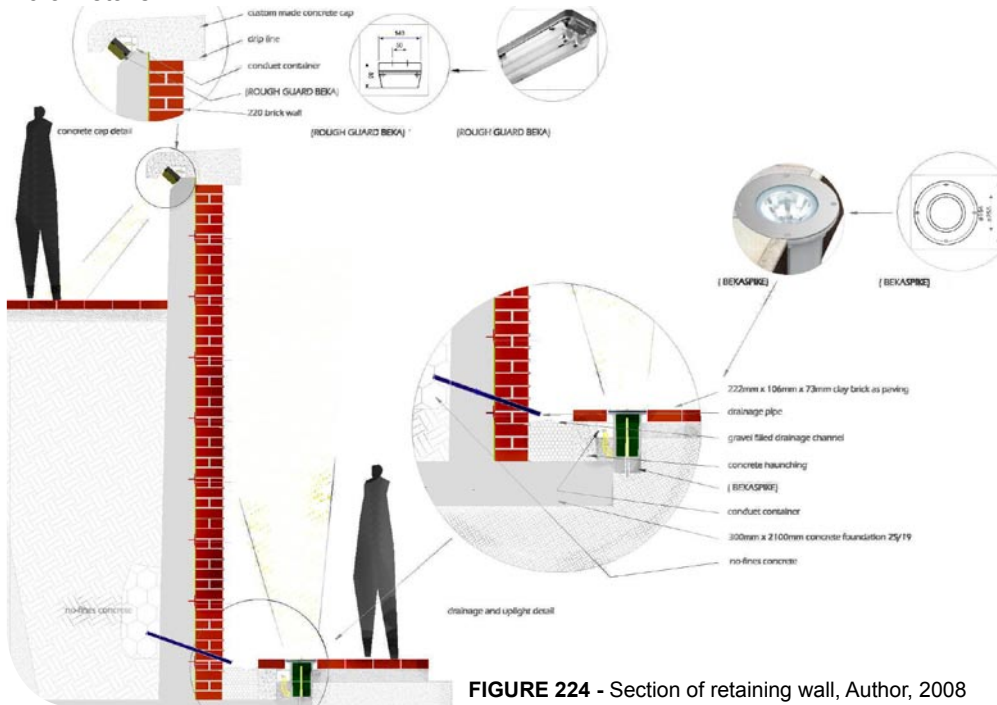 custom made concrete cap
drip line
conduet container
(ROUGH GUARD BEKA)
220 brick wall
concrete cap detail
(ROUGH GUARD BEKA)
(ROUGH GUARD BEKA)
( BEKASPIKE)
( BEKASPIKE)
222mm x 106mm x 73mm clay brick as paving
drainage pipe
gravel filled drainage channel
concrete haunching
( BEKASPIKE)
conduet container
300mm x 2100mm concrete foundation 25/19
no-fines concrete
no-fines concrete
drainage and uplight detail
FIGURE 224 - Section of retaining wall, Author, 2008